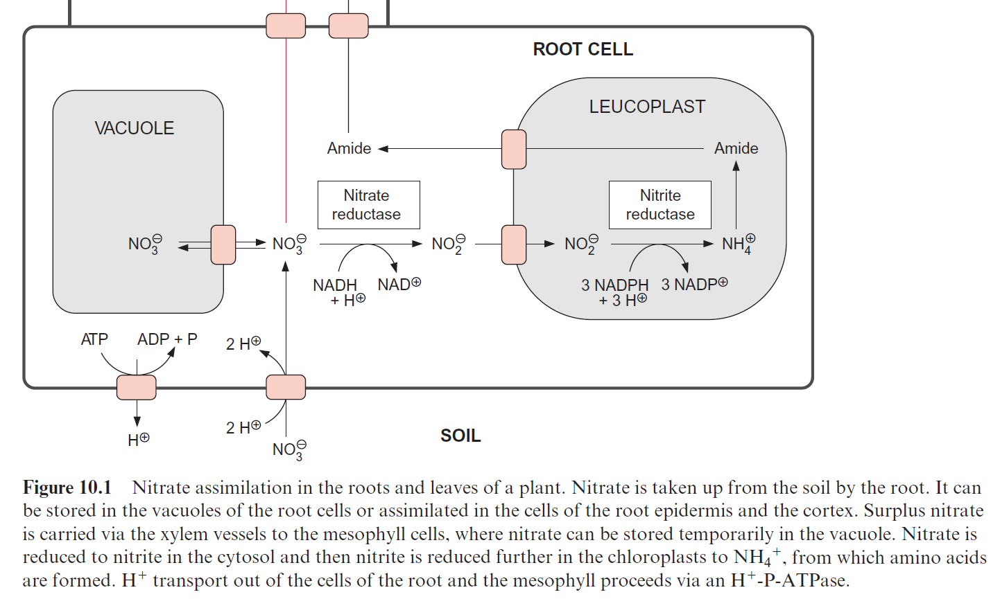 ROOT CELL
LEUCOPLAST
VACUOLE
Amide
Amide
Nitrate
reductase
Nitrite
reductase
NO₃⊖
NO₃⊖
NO₂⊖
NO₂⊖
NH₄⊕
NADH
+ H⊕
NAD⊕
3 NADPH
+ 3 H⊕
3 NADP⊕
ATP
ADP + P
2 H⊕
2 H⊕
H⊕
NO₃⊖
SOIL
Figure 10.1 Nitrate assimilation in the roots and leaves of a plant. Nitrate is taken up from the soil by the root. It can
be stored in the vacuoles of the root cells or assimilated in the cells of the root epidermis and the cortex. Surplus nitrate
is carried via the xylem vessels to the mesophyll cells, where nitrate can be stored temporarily in the vacuole. Nitrate is
reduced to nitrite in the cytosol and then nitrite is reduced further in the chloroplasts to NH₄⁺, from which amino acids
are formed. H⁺ transport out of the cells of the root and the mesophyll proceeds via an H⁺-P-ATPase.